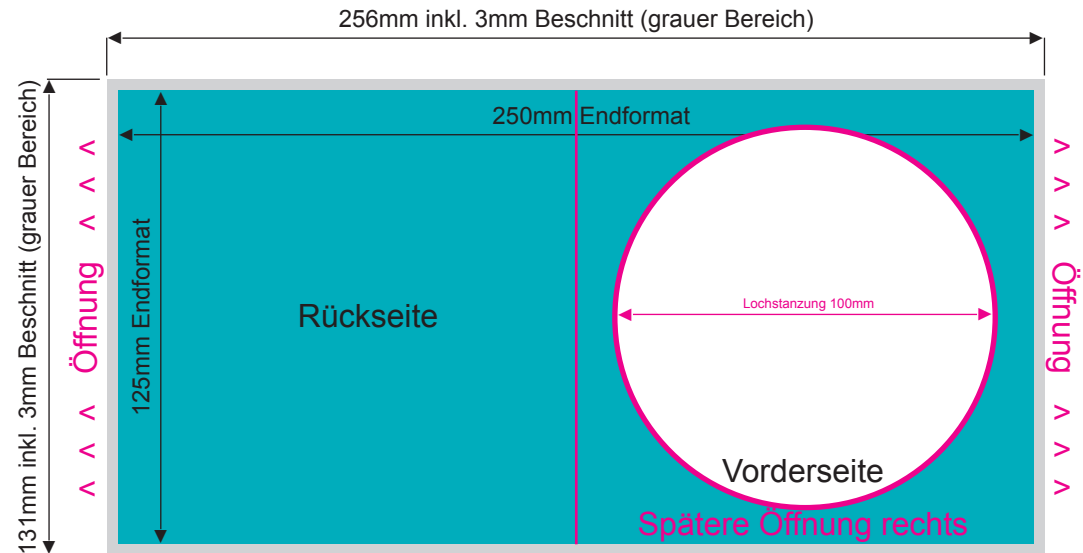 256mm inkl. 3mm Beschnitt (grauer Bereich)
131mm inkl. 3mm Beschnitt (grauer Bereich)
250mm Endformat
125mm Endformat
< < < Öffnung < < <
Rückseite
Lochstanzung 100mm
Vorderseite
Spätere Öffnung rechts
> > > Öffnung > > >